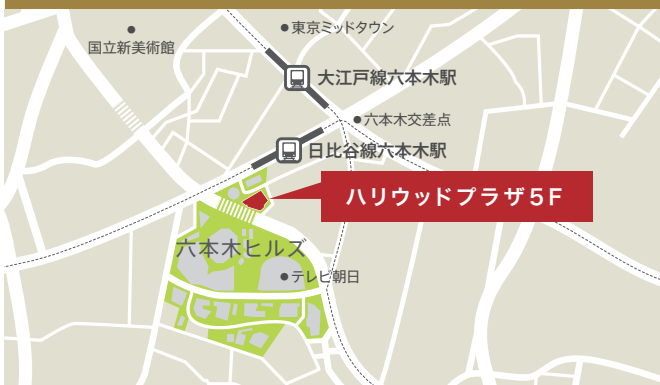 東京ミッドタウン
国立新美術館
大江戸線六本木駅
六本木交差点
日比谷線六本木駅
ハリウッドプラザ5F
六本木ヒルズ
テレビ朝日